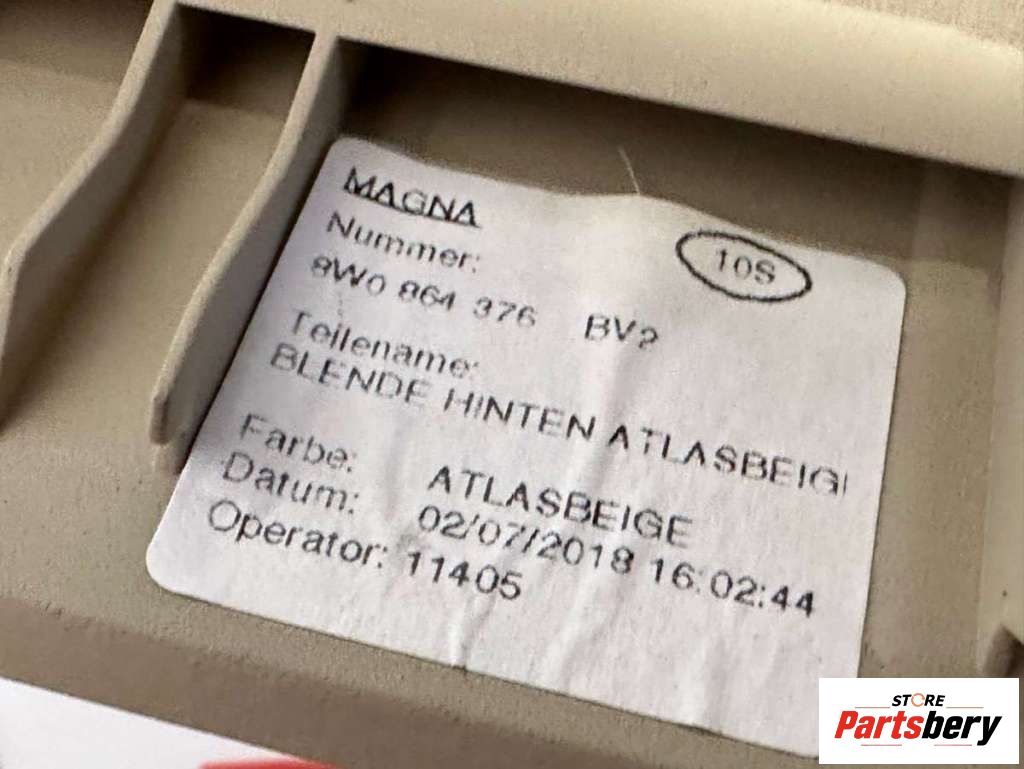 MAGNA
10S
Nummer:
8W0 864 376 BV2
Teilename:
BLENDE HINTEN ATLASBEIG
Farbe: ATLASBEIGE
Datum: 02/07/2018 16:02:44
Operator: 11405
STORE
Partsbery